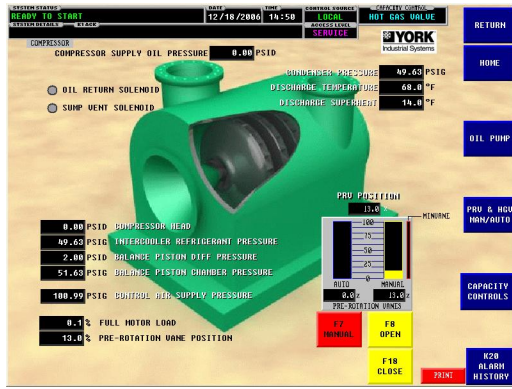 SYSTEM STATUS
READY TO START
SYSTEM DETAILS
DATE
12/18/2006
TIME
14:50
CONTROL SOURCE
LOCAL
ACCESS LEVEL
SERVICE
CAPACITY CONTROL
HOT GAS VALVE
YORK
Industrial Systems
RETURN
HOME
OIL PUMP
PRV & HGV
MAN/AUTO
CAPACITY
CONTROLS
K20
ALARM
HISTORY
COMPRESSOR
COMPRESSOR SUPPLY OIL PRESSURE 0.00 PSID
OIL RETURN SOLENOID
SUMP VENT SOLENOID
CONDENSER PRESSURE 49.63 PSIG
DISCHARGE TEMPERATURE 68.0 °F
DISCHARGE SUPERHEAT 14.0 °F
0.00 PSID COMPRESSOR HEAD
49.63 PSIG INTERCOOLER REFRIGERANT PRESSURE
2.00 PSID BALANCE PISTON DIFF PRESSURE
51.63 PSIG BALANCE PISTON CHAMBER PRESSURE
100.99 PSIG CONTROL AIR SUPPLY PRESSURE
0.1 % FULL MOTOR LOAD
13.0 % PRE-ROTATION VANE POSITION
PRV POSITION
13.0 %
100
75
50
25
0
AUTO MANUAL
0.0 % 13.0 %
PRE-ROTATION VANES
F7
MANUAL
F8
OPEN
F18
CLOSE
PRINT